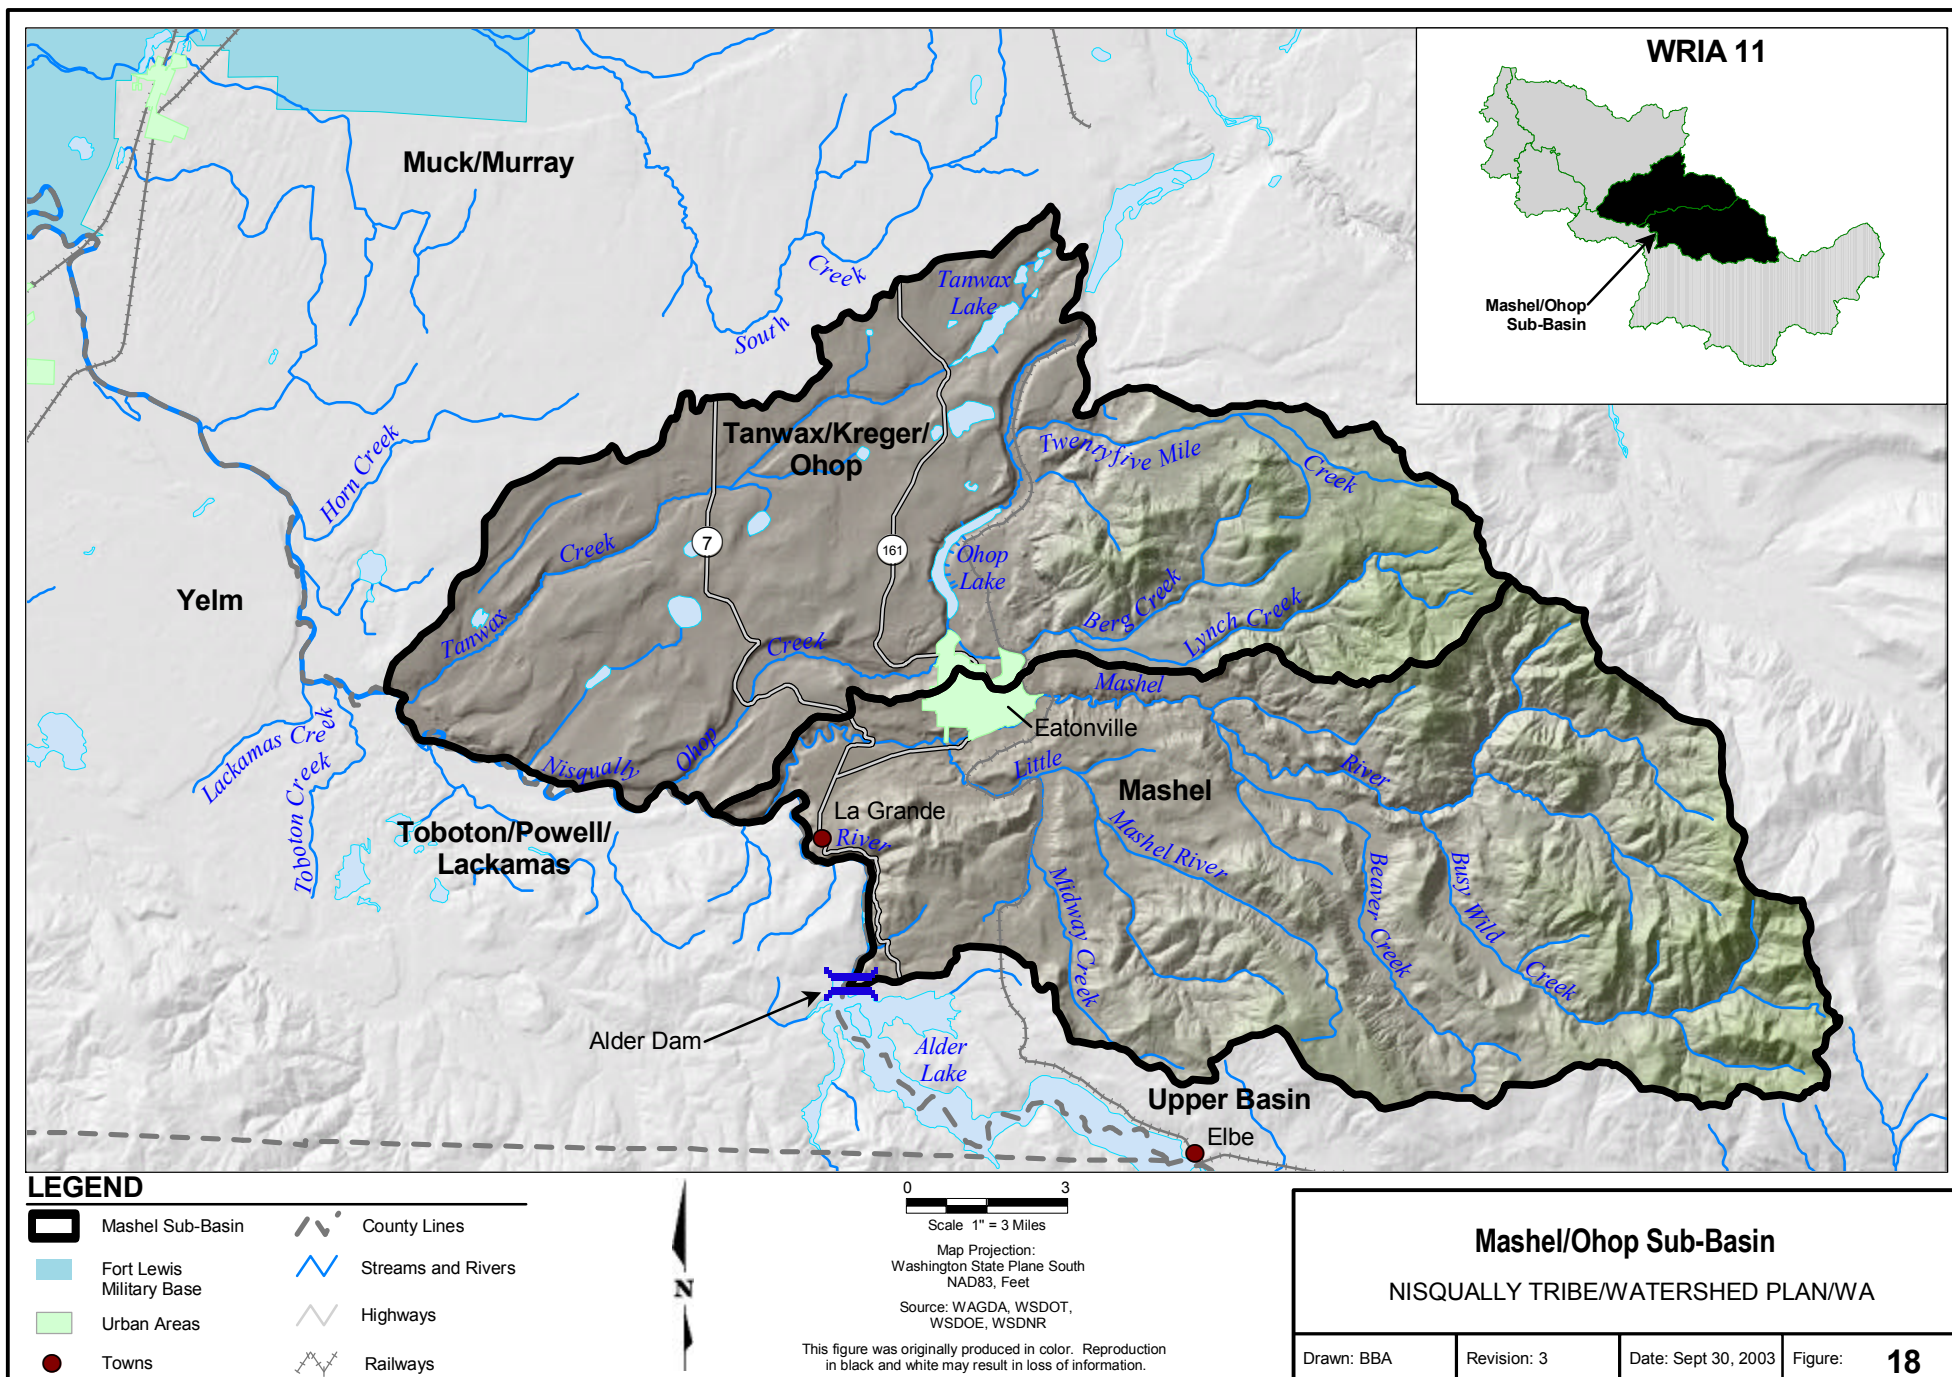 WRIA 11
Mashel/Ohop
Sub-Basin
Muck/Murray
South
Creek
Tanwax
Lake
Tanwax/Kreger/
Ohop
Twentyfive Mile
Creek
Horn Creek
Creek
7
161
Ohop
Lake
Yelm
Tanwax
Berg Creek
Lynch Creek
Creek
Mashel
Eatonville
Lackamas Creek
Toboton Creek
Nisqually
Ohop
Little
River
Mashel
La Grande
River
Toboton/Powell/
Lackamas
Mashel River
Midway Creek
Beaver Creek
Busy Wild
Creek
Alder Dam
Alder
Lake
Upper Basin
Elbe
LEGEND
Mashel Sub-Basin
County Lines
Fort Lewis
Military Base
Streams and Rivers
Urban Areas
Highways
Towns
Railways
N
0 3
Scale 1" = 3 Miles
Map Projection:
Washington State Plane South
NAD83, Feet
Source: WAGDA, WSDOT,
WSDOE, WSDNR
This figure was originally produced in color. Reproduction
in black and white may result in loss of information.
Mashel/Ohop Sub-Basin
NISQUALLY TRIBE/WATERSHED PLAN/WA
Drawn: BBA
Revision: 3
Date: Sept 30, 2003
Figure: 18